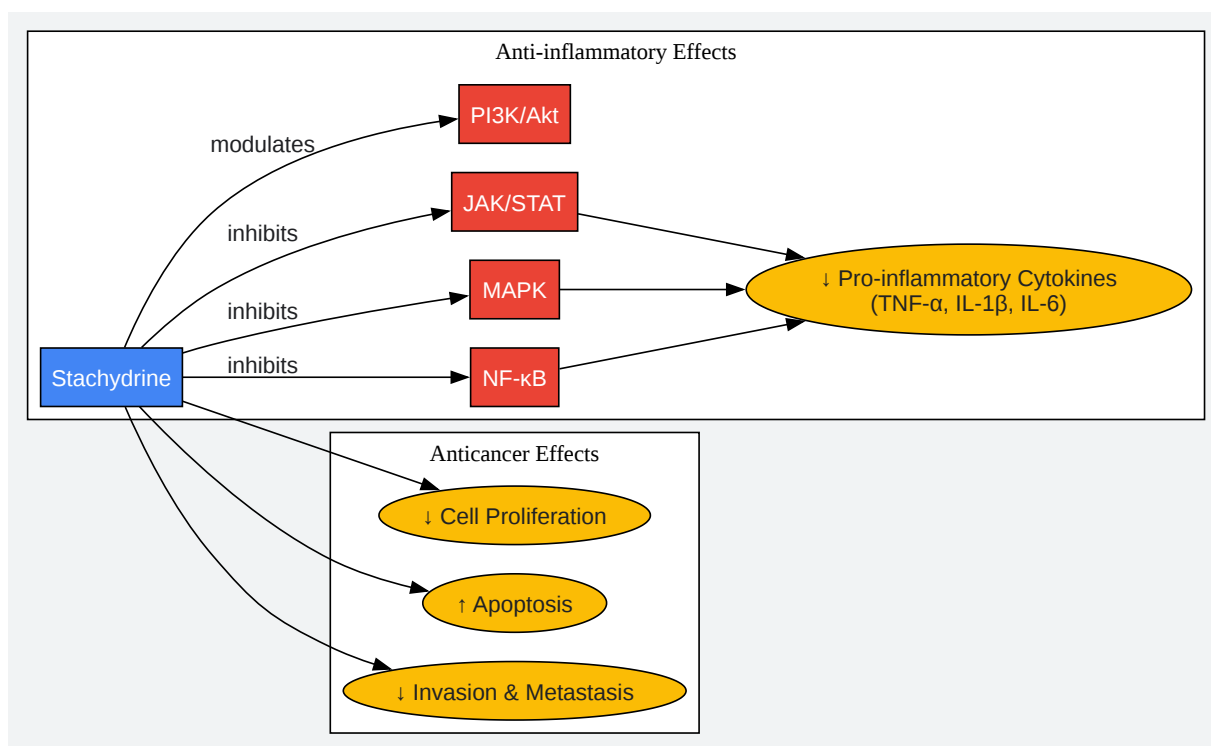 Anti-inflammatory Effects
PI3K/Akt
modulates
JAK/STAT
inhibits
MAPK
inhibits
NF-κB
inhibits
Stachydrine
↓ Pro-inflammatory Cytokines
(TNF-α, IL-1β, IL-6)
Anticancer Effects
↓ Cell Proliferation
↑ Apoptosis
↓ Invasion & Metastasis